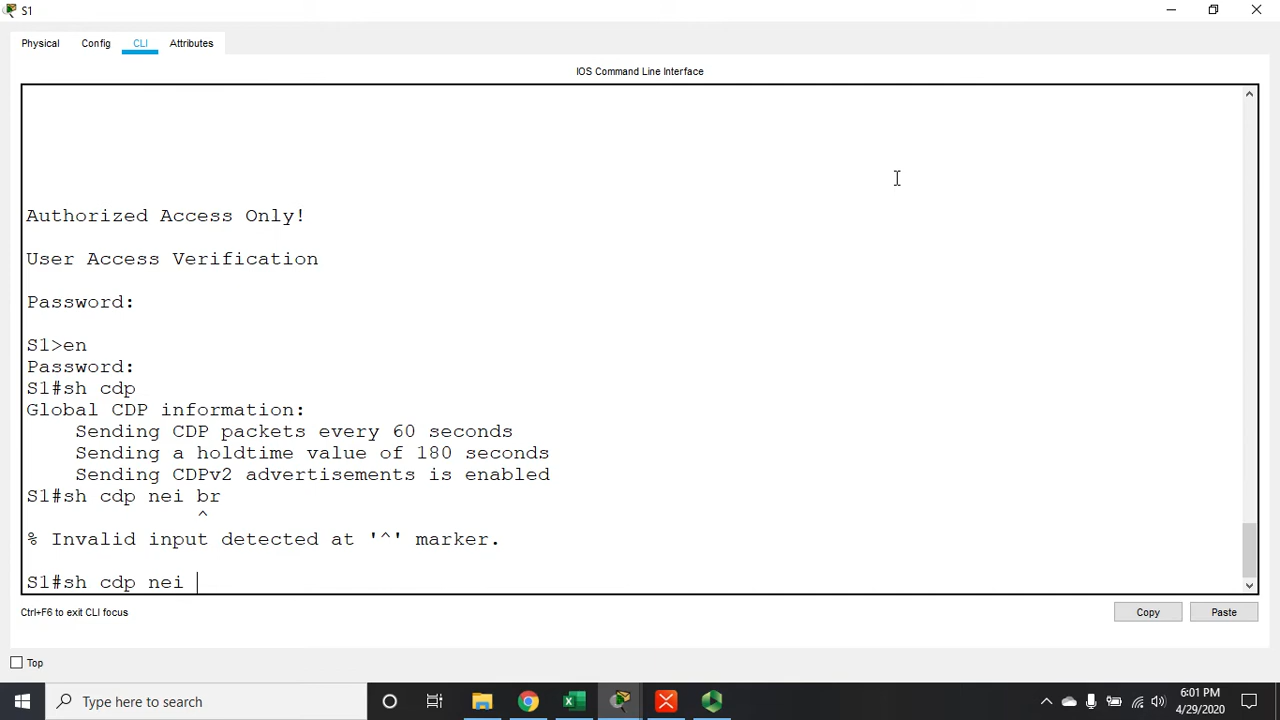 S1
Physical Config CLI Attributes
IOS Command Line Interface
Authorized Access Only!
User Access Verification
Password:
S1>en
Password:
S1#sh cdp
Global CDP information:
    Sending CDP packets every 60 seconds
    Sending a holdtime value of 180 seconds
    Sending CDPv2 advertisements is enabled
S1#sh cdp nei br
              ^
% Invalid input detected at '^' marker.
S1#sh cdp nei
Ctrl+F6 to exit CLI focus
Copy Paste
Top
Type here to search
6:01 PM
4/29/2020